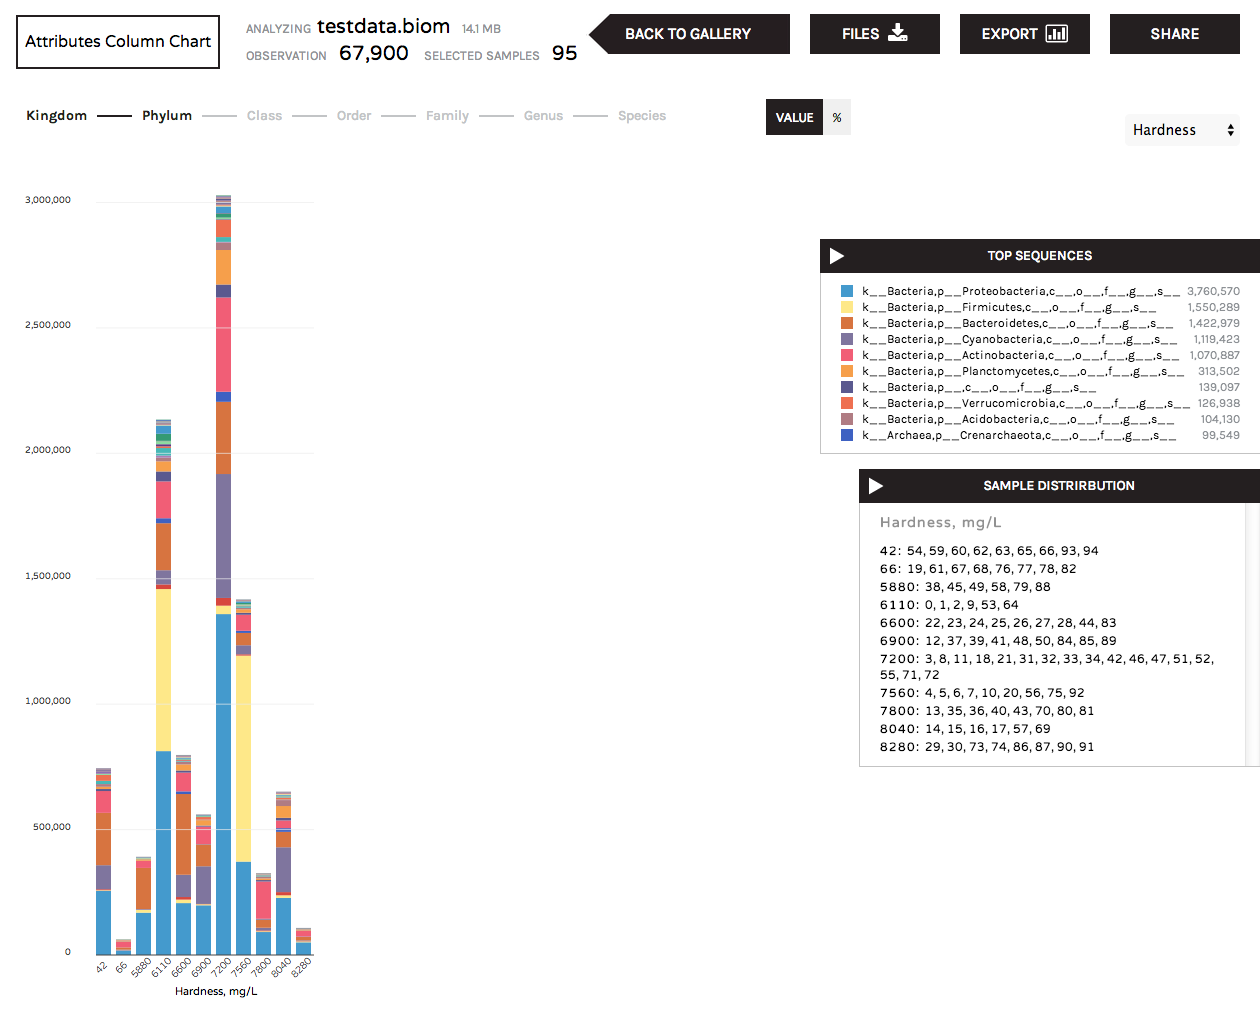 Attributes Column Chart
ANALYZING testdata.biom 14.1 MB
OBSERVATION 67,900 SELECTED SAMPLES 95
BACK TO GALLERY
FILES
EXPORT
SHARE
Kingdom Phylum Class Order Family Genus Species
VALUE %
Hardness
3,000,000
2,500,000
2,000,000
1,500,000
1,000,000
500,000
0
42 66 5880 6110 6600 6900 7200 7560 7800 8040 8280
Hardness, mg/L
TOP SEQUENCES
k__Bacteria,p__Proteobacteria,c__,o__,f__,g__,s__ 3,760,570
k__Bacteria,p__Firmicutes,c__,o__,f__,g__,s__ 1,550,289
k__Bacteria,p__Bacteroidetes,c__,o__,f__,g__,s__ 1,422,979
k__Bacteria,p__Cyanobacteria,c__,o__,f__,g__,s__ 1,119,423
k__Bacteria,p__Actinobacteria,c__,o__,f__,g__,s__ 1,070,887
k__Bacteria,p__Planctomycetes,c__,o__,f__,g__,s__ 313,502
k__Bacteria,p__,c__,o__,f__,g__,s__ 139,097
k__Bacteria,p__Verrucomicrobia,c__,o__,f__,g__,s__ 126,938
k__Bacteria,p__Acidobacteria,c__,o__,f__,g__,s__ 104,130
k__Archaea,p__Crenarchaeota,c__,o__,f__,g__,s__ 99,549
SAMPLE DISTRIRBUTION
Hardness, mg/L
42: 54, 59, 60, 62, 63, 65, 66, 93, 94
66: 19, 61, 67, 68, 76, 77, 78, 82
5880: 38, 45, 49, 58, 79, 88
6110: 0, 1, 2, 9, 53, 64
6600: 22, 23, 24, 25, 26, 27, 28, 44, 83
6900: 12, 37, 39, 41, 48, 50, 84, 85, 89
7200: 3, 8, 11, 18, 21, 31, 32, 33, 34, 42, 46, 47, 51, 52,
55, 71, 72
7560: 4, 5, 6, 7, 10, 20, 56, 75, 92
7800: 13, 35, 36, 40, 43, 70, 80, 81
8040: 14, 15, 16, 17, 57, 69
8280: 29, 30, 73, 74, 86, 87, 90, 91